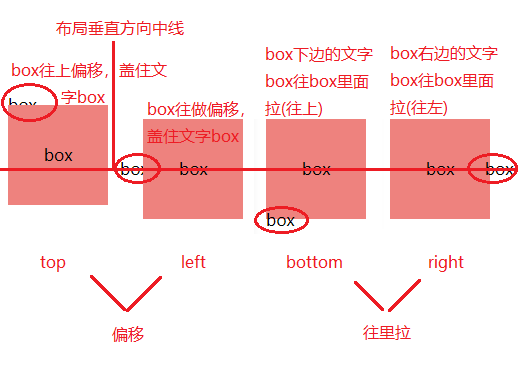 布局垂直方向中线
box往上偏移，盖住文
字box
box
box
box往做偏移，
盖住文字box
box
box
box下边的文字
box往box里面
拉(往上)
box
box
box右边的文字
box往box里面
拉(往左)
box
box
top
left
bottom
right
偏移
往里拉